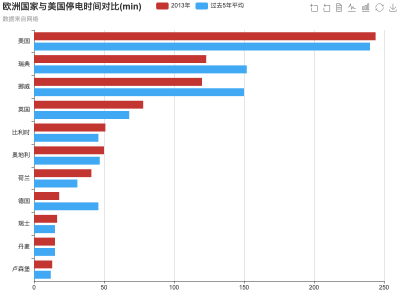 欧洲国家与美国停电时间对比(min)
2013年
过去5年平均
数据来自网络
美国
瑞典
挪威
英国
比利时
奥地利
荷兰
德国
瑞士
丹麦
卢森堡
0 50 100 150 200 250